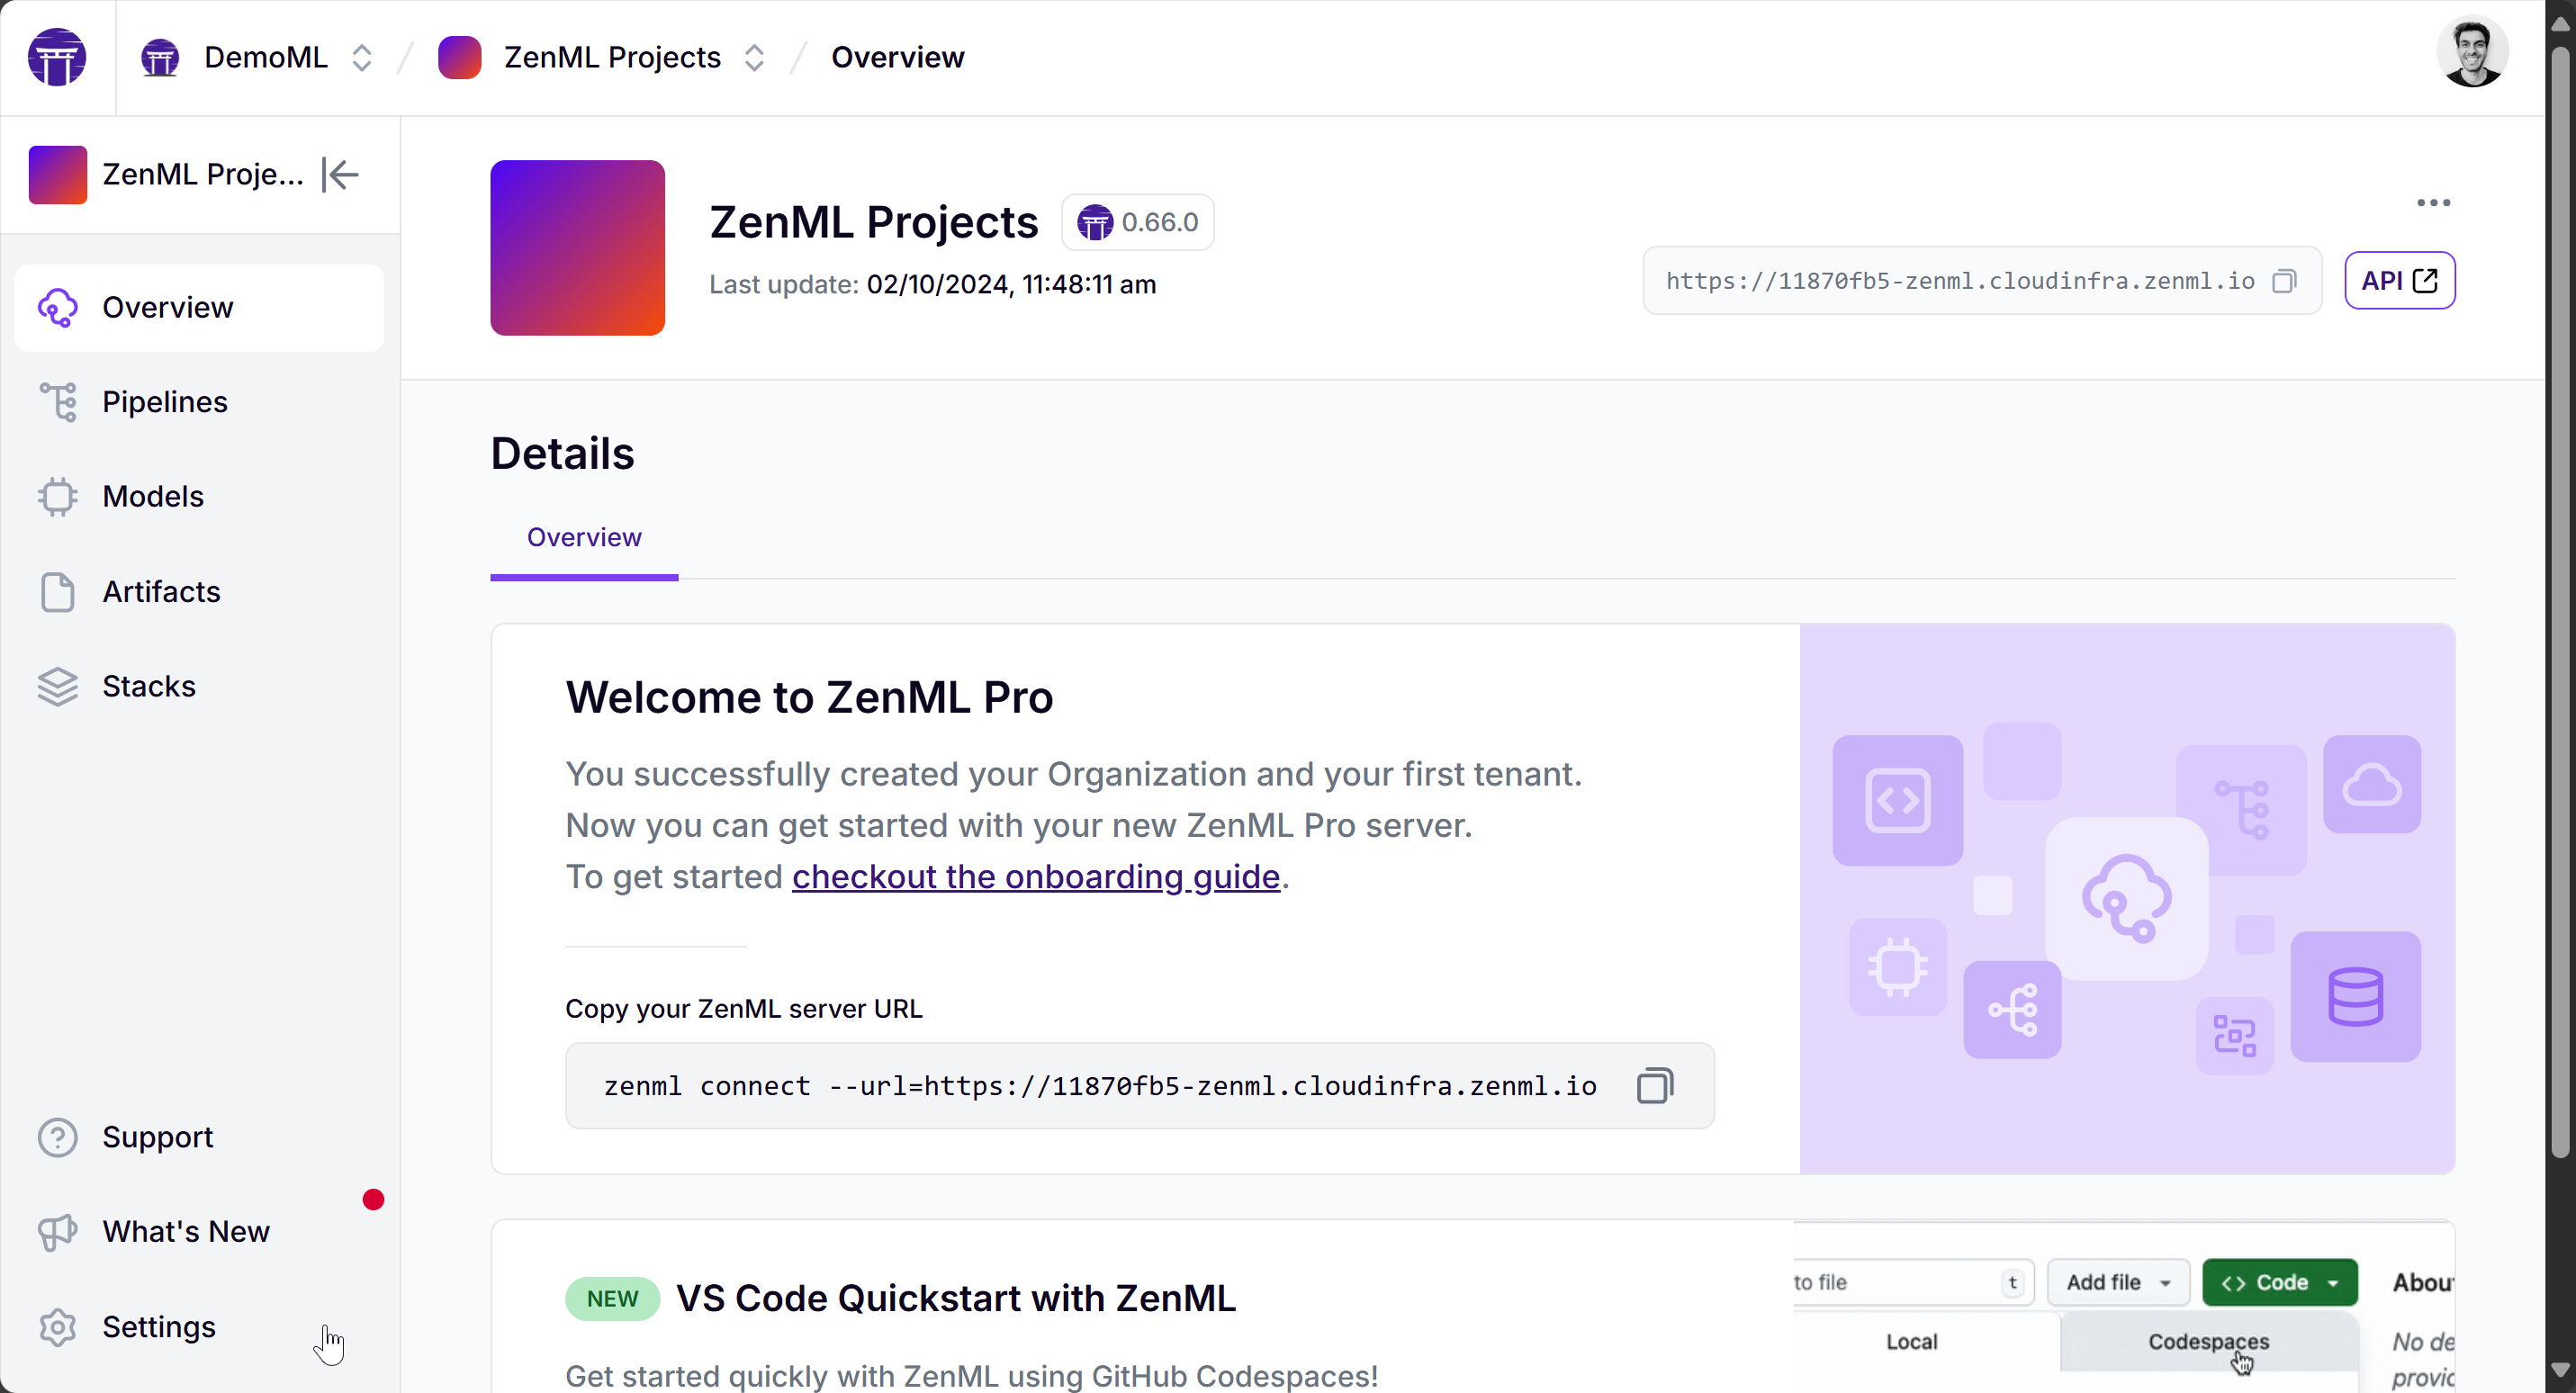 DemoML
ZenML Projects
Overview
ZenML Proje...
Overview
Pipelines
Models
Artifacts
Stacks
Support
What's New
Settings
ZenML Projects
0.66.0
Last update: 02/10/2024, 11:48:11 am
https://11870fb5-zenml.cloudinfra.zenml.io
API
Details
Overview
Welcome to ZenML Pro
You successfully created your Organization and your first tenant.
Now you can get started with your new ZenML Pro server.
To get started checkout the onboarding guide.
Copy your ZenML server URL
zenml connect --url=https://11870fb5-zenml.cloudinfra.zenml.io
NEW
VS Code Quickstart with ZenML
Get started quickly with ZenML using GitHub Codespaces!
to file
t
Add file
Code
About
Local
Codespaces
No de
provid